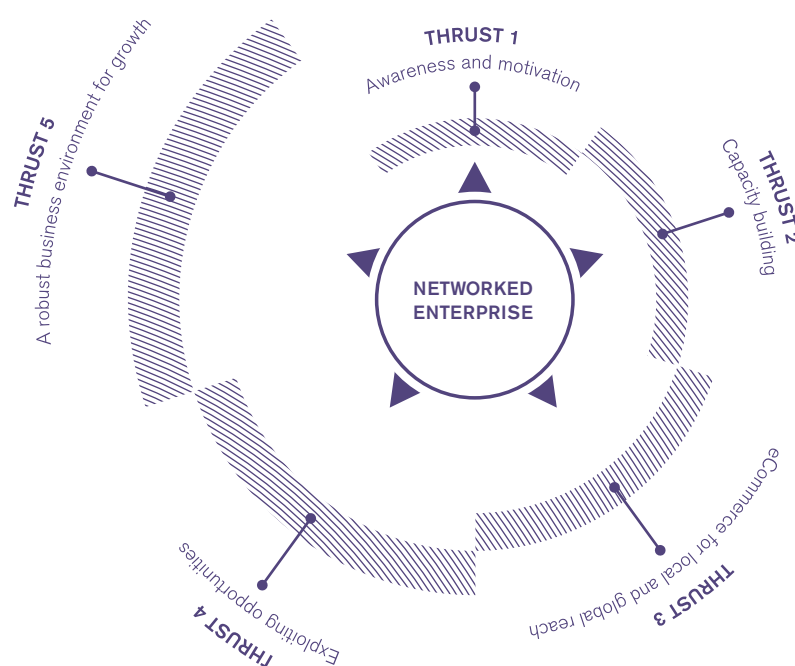 THRUST 1
Awareness and motivation
THRUST 2
Capacity building
THRUST 3
eCommerce for local and global reach
THRUST 4
Exploiting opportunities
THRUST 5
A robust business environment for growth
NETWORKED
ENTERPRISE